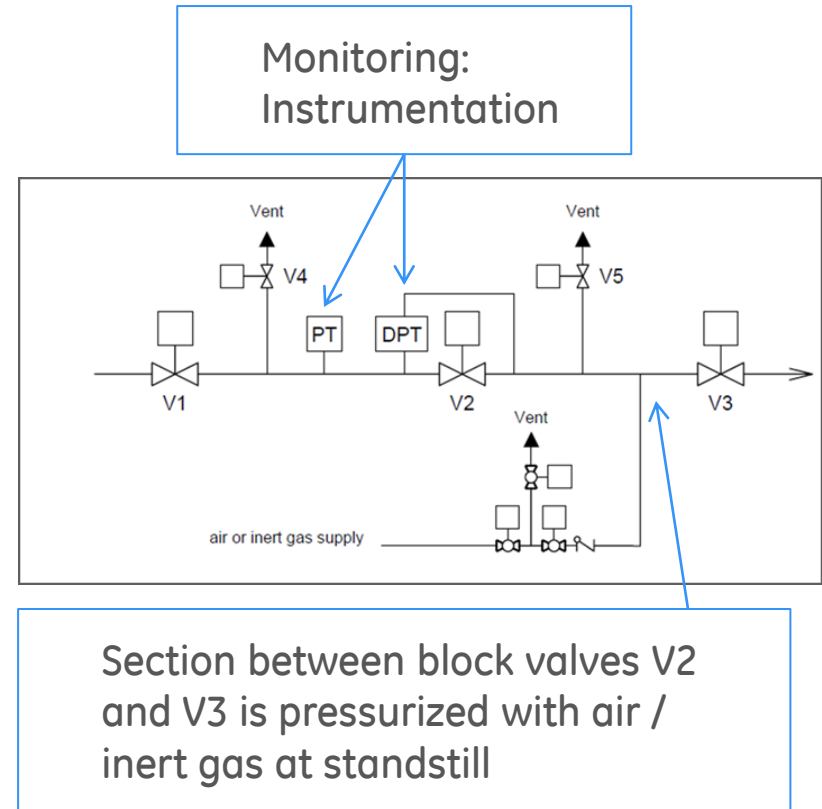 Monitoring:
Instrumentation
Vent
Vent
V4
V5
PT
DPT
V1
V2
V3
Vent
air or inert gas supply
Section between block valves V2
and V3 is pressurized with air /
inert gas at standstill